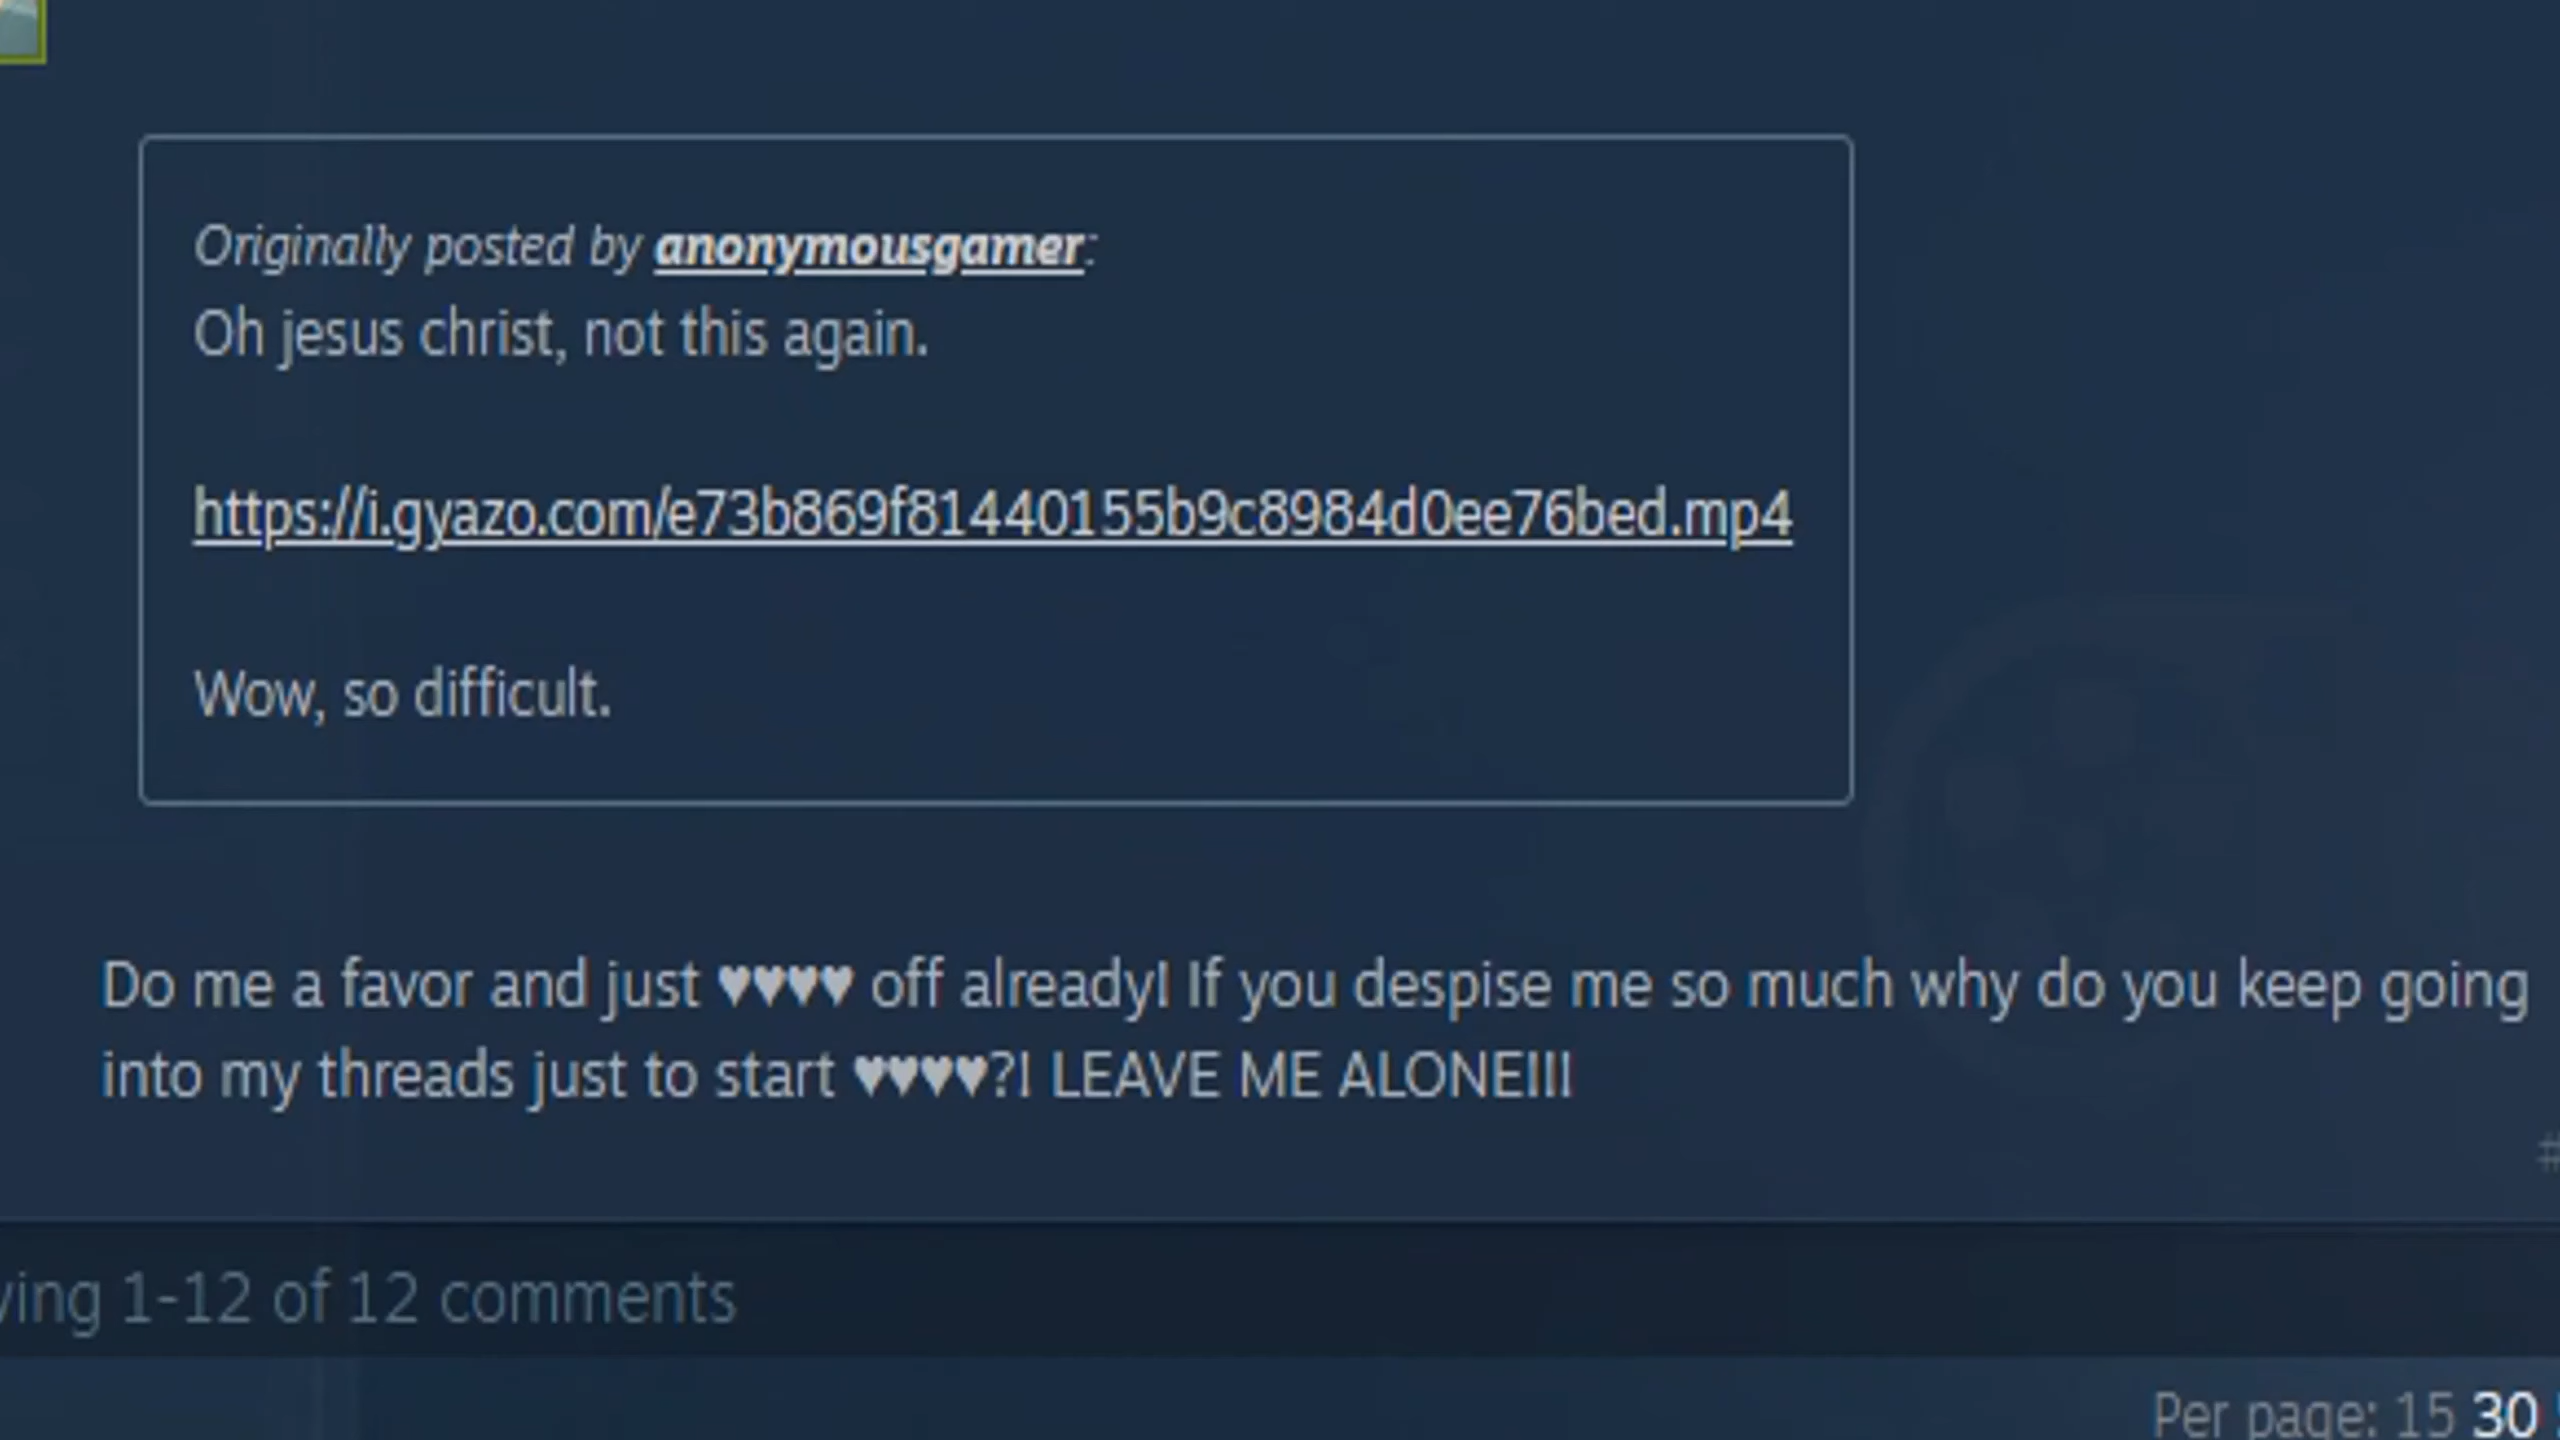 Originally posted by anonymousgamer:
Oh jesus christ, not this again.
https://i.gyazo.com/e73b869f81440155b9c8984d0ee76bed.mp4
Wow, so difficult.
Do me a favor and just ♥♥♥♥ off already! If you despise me so much why do you keep going
into my threads just to start ♥♥♥♥?! LEAVE ME ALONE!!!
#
ving 1-12 of 12 comments
Per page: 15 30